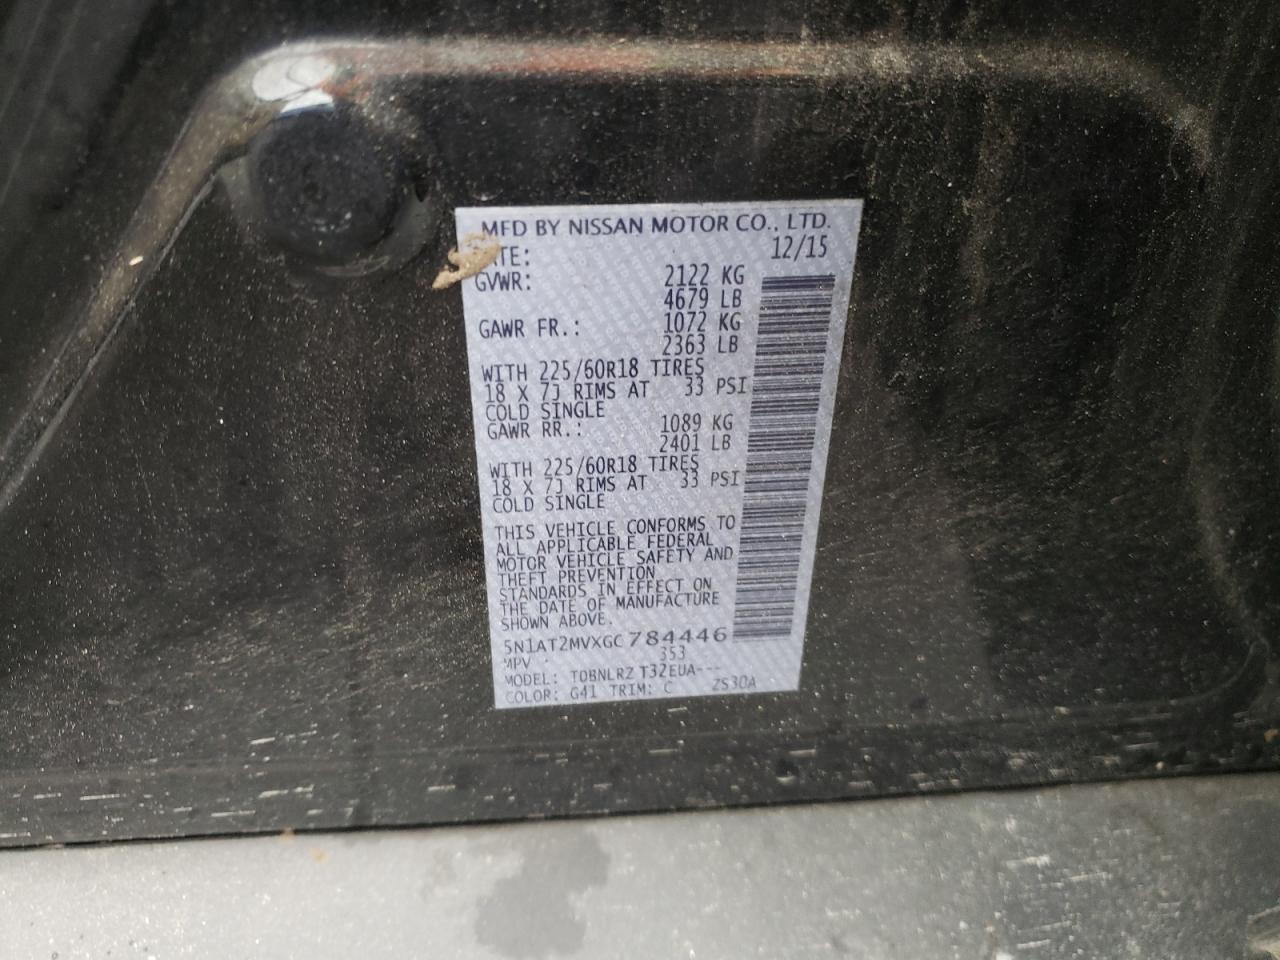 MFD BY NISSAN MOTOR CO., LTD.
12/15
GVWR: 2122 KG
4679 LB
GAWR FR.: 1072 KG
2363 LB
WITH 225/60R18 TIRES
18 X 7J RIMS AT 33 PSI
COLD SINGLE
GAWR RR.: 1089 KG
2401 LB
WITH 225/60R18 TIRES
18 X 7J RIMS AT 33 PSI
COLD SINGLE
THIS VEHICLE CONFORMS TO
ALL APPLICABLE FEDERAL
MOTOR VEHICLE SAFETY AND
THEFT PREVENTION
STANDARDS IN EFFECT ON
THE DATE OF MANUFACTURE
SHOWN ABOVE.
5N1AT2MVXGC784446
MPV 353
MODEL: TOBNLRZ T32EUA---
COLOR: G41 TRIM: C ZS30A